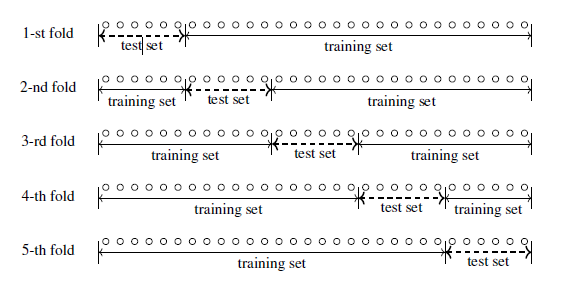 1-st fold
test set training set
2-nd fold
training set test set training set
3-rd fold
training set test set training set
4-th fold
training set test set training set
5-th fold
training set test set